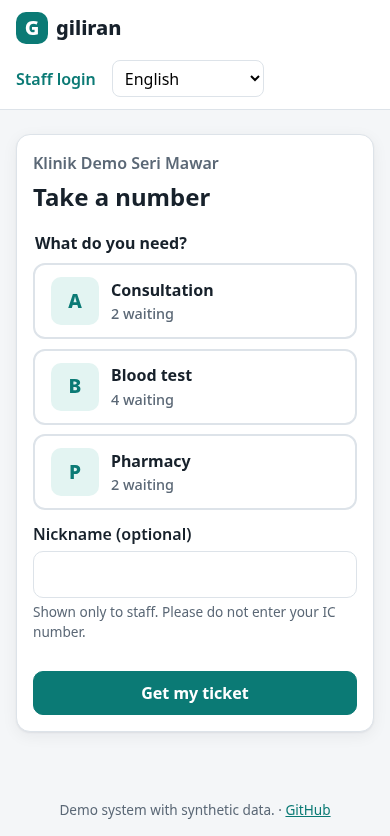 G giliran
Staff login English
Klinik Demo Seri Mawar
Take a number
What do you need?
A Consultation
2 waiting
B Blood test
4 waiting
P Pharmacy
2 waiting
Nickname (optional)
Shown only to staff. Please do not enter your IC
number.
Get my ticket
Demo system with synthetic data. · GitHub